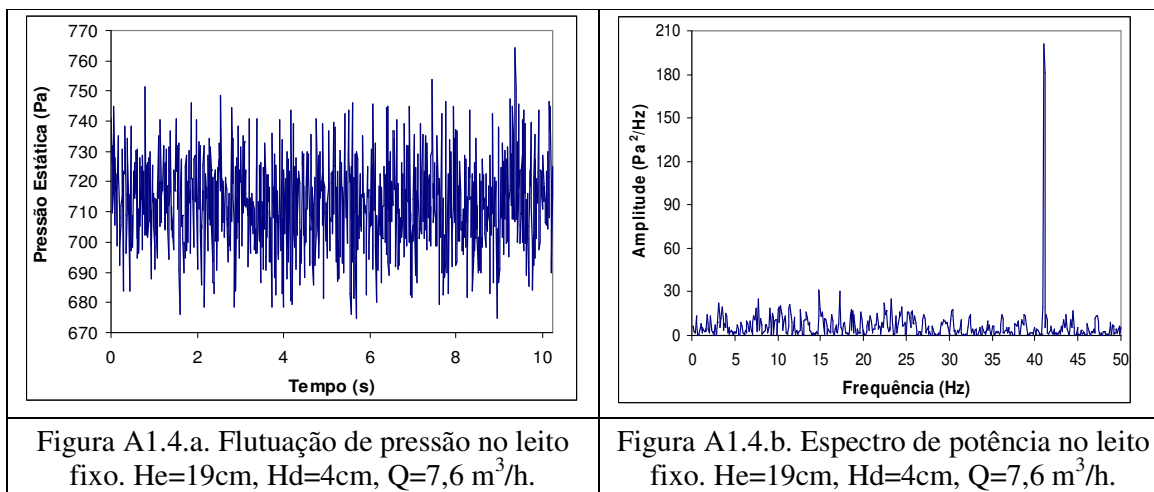 770
760
750
740
730
720
710
700
690
680
670
Pressão Estática (Pa)
0 2 4 6 8 10
Tempo (s)
210
180
150
120
90
60
30
0
Amplitude (Pa²/Hz)
0 5 10 15 20 25 30 35 40 45 50
Frequência (Hz)
Figura A1.4.a. Flutuação de pressão no leito
fixo. He=19cm, Hd=4cm, Q=7,6 m³/h.
Figura A1.4.b. Espectro de potência no leito
fixo. He=19cm, Hd=4cm, Q=7,6 m³/h.